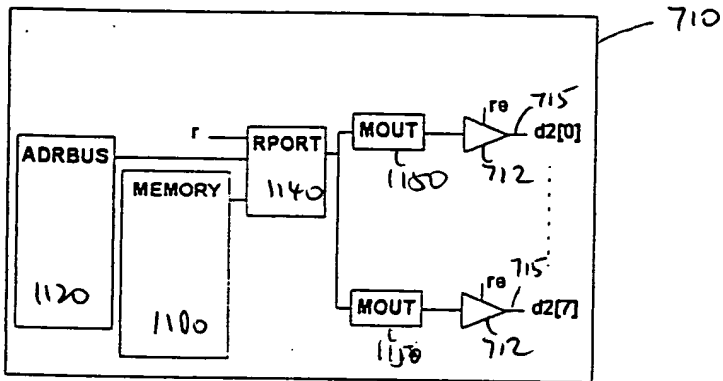 710
r
ADRBUS
RPORT
MOUT
re
715
d2[0]
MEMORY
1140
1150
712
1120
1100
MOUT
re
715
d2[7]
1150
712